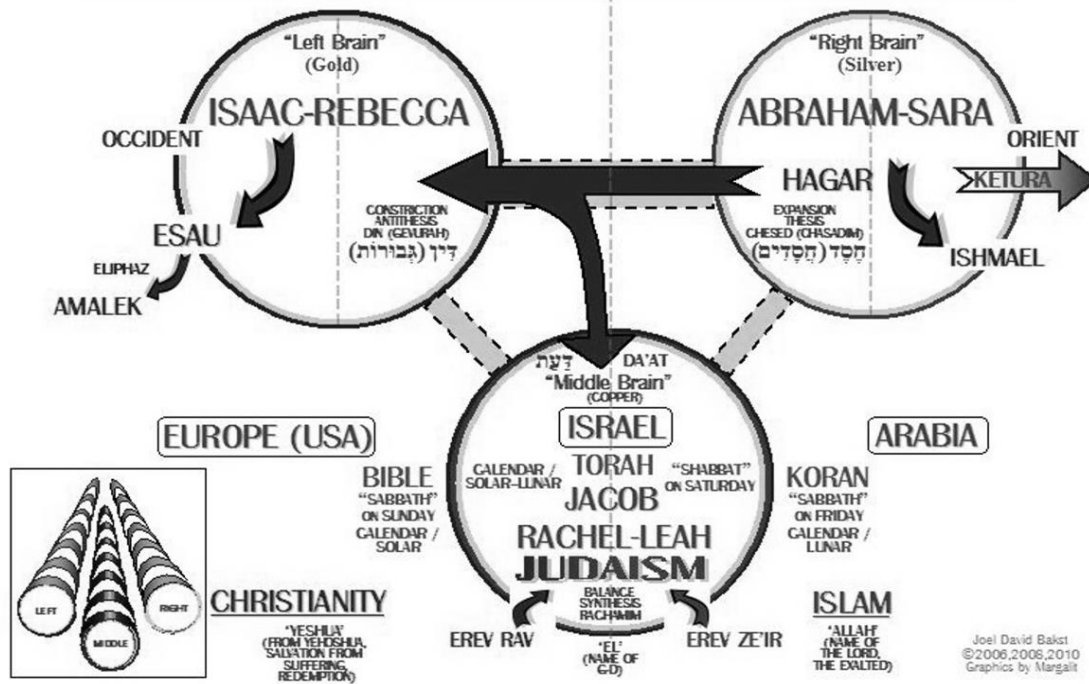 "Left Brain"
(Gold)
ISAAC-REBECCA
OCCIDENT
ESAU
ELIPHAZ
AMALEK
CONSTRICTION
ANTITHESIS
DIN (GEVURAH)
דִּין (גְּבוּרוֹת)
"Right Brain"
(Silver)
ABRAHAM-SARA
ORIENT
HAGAR
KETURA
EXPANSION
THESIS
CHESED (CHASADIM)
חֶסֶד (חֲסָדִים)
ISHMAEL
דַּעַת DA'AT
"Middle Brain"
(COPPER)
ISRAEL
CALENDAR /
SOLAR-LUNAR
TORAH
JACOB
"SHABBAT"
ON SATURDAY
RACHEL-LEAH
JUDAISM
BALANCE
SYNTHESIS
RACHAMIM
EREV RAV
EREV ZE'IR
'EL'
(NAME OF
G-D)
EUROPE (USA)
BIBLE
"SABBATH"
ON SUNDAY
CALENDAR /
SOLAR
CHRISTIANITY
'YESHUA'
(FROM YEHOSHUA,
SALVATION FROM
SUFFERING,
REDEMPTION)
ARABIA
KORAN
"SABBATH"
ON FRIDAY
CALENDAR /
LUNAR
ISLAM
'ALLAH'
(NAME OF
THE LORD,
THE EXALTED)
LEFT
MIDDLE
RIGHT
Joel David Bakst
©2006,2008,2010
Graphics by Margalit